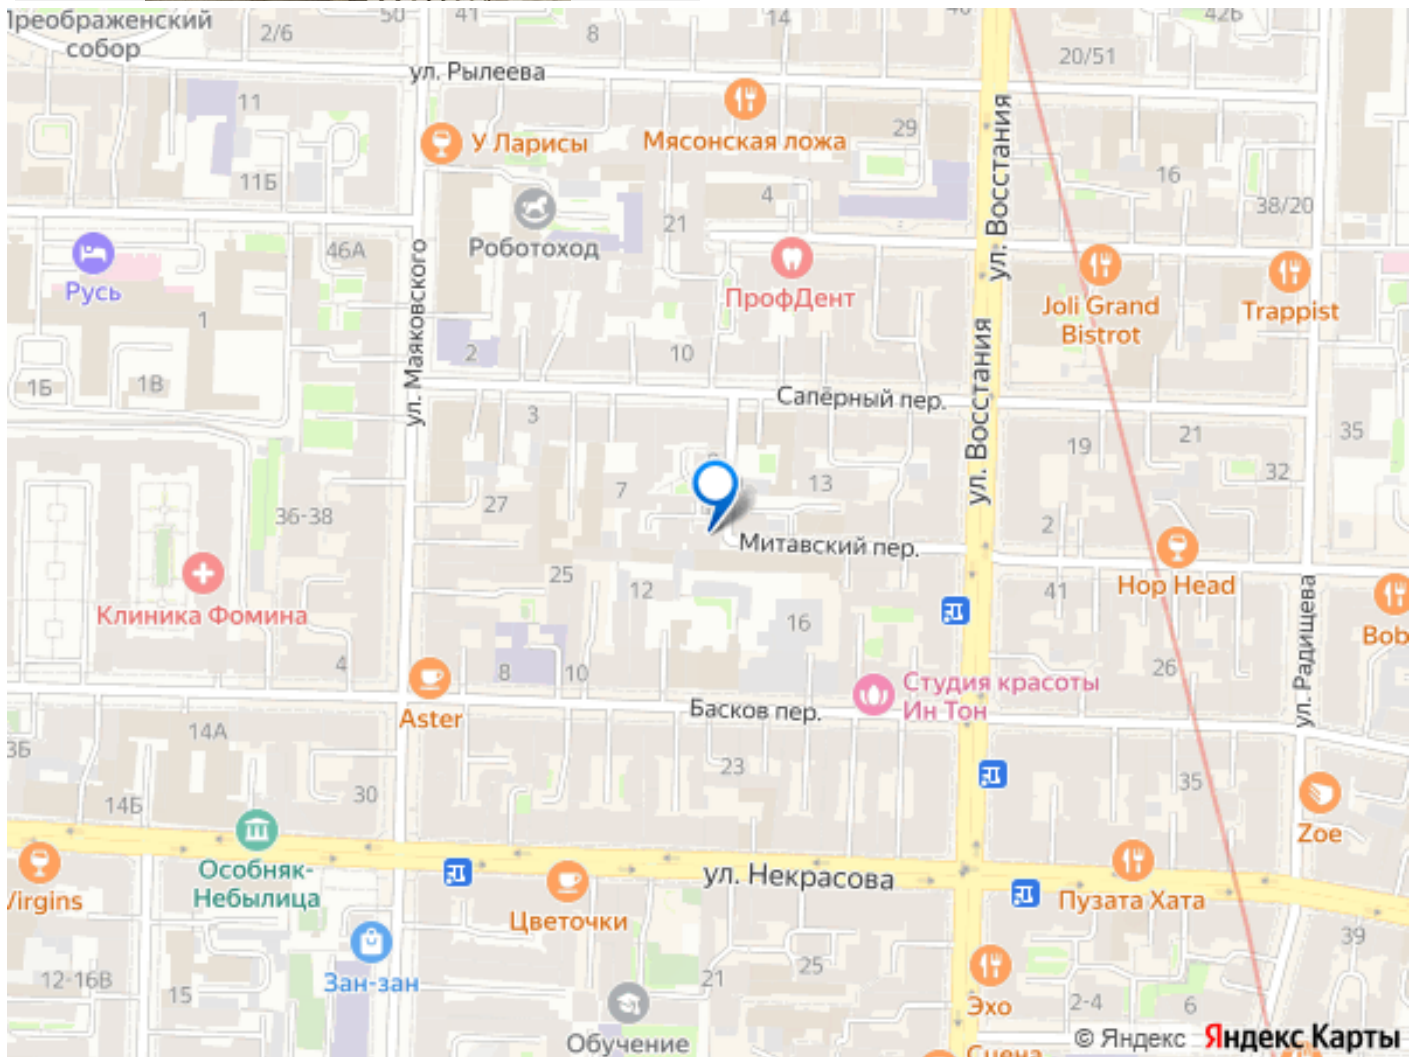 Преображенский
собор
50
2/6
41
8
14
42Б
20/51
ул. Рылеева
11
У Ларисы
Мясонская ложа
29
ул. Восстания
11Б
4
16
38/20
21
46А
Роботоход
Русь
ПрофДент
Joli Grand
Bistrot
Trappist
ул. Маяковского
1
2
10
1Б
1В
Сапёрный пер.
ул. Восстания
3
19
21
35
32
27
7
13
36-38
2
Митавский пер.
25
12
Hop Head
41
Клиника Фомина
16
ул. Радищева
Bob
4
8
10
26
Студия красоты
Ин Тон
Aster
Басков пер.
14А
23
35
30
14Б
Zoe
Особняк-
Небылица
ул. Некрасова
Virgins
Цветочки
Пузата Хата
39
12-16В
15
Зан-зан
21
25
Эхо
2-4
6
Обучение
Сцена
© Яндекс Яндекс Карты